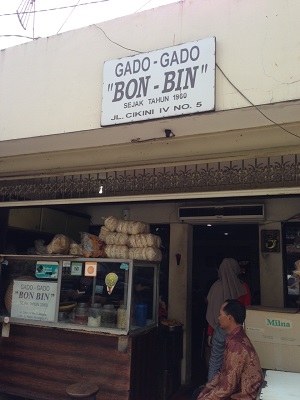 GADO - GADO
"BON - BIN"
SEJAK TAHUN 1960
JL. CIKINI IV NO. 5
GADO - GADO
"BON BIN"
Milna